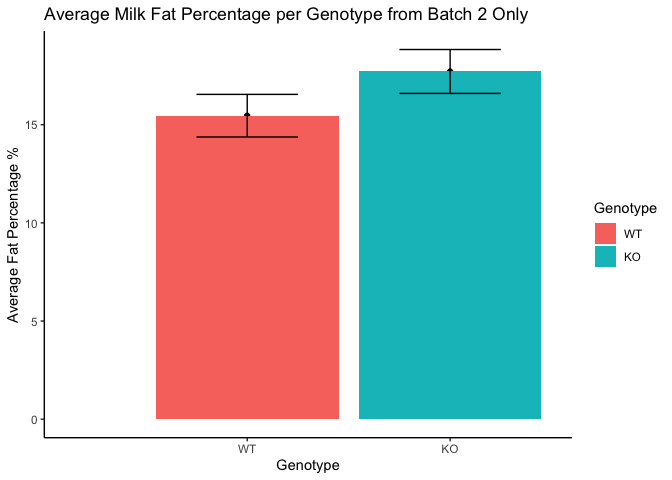 Average Milk Fat Percentage per Genotype from Batch 2 Only
Average Fat Percentage %
15
10
5
0
WT
KO
Genotype
Genotype
WT
KO